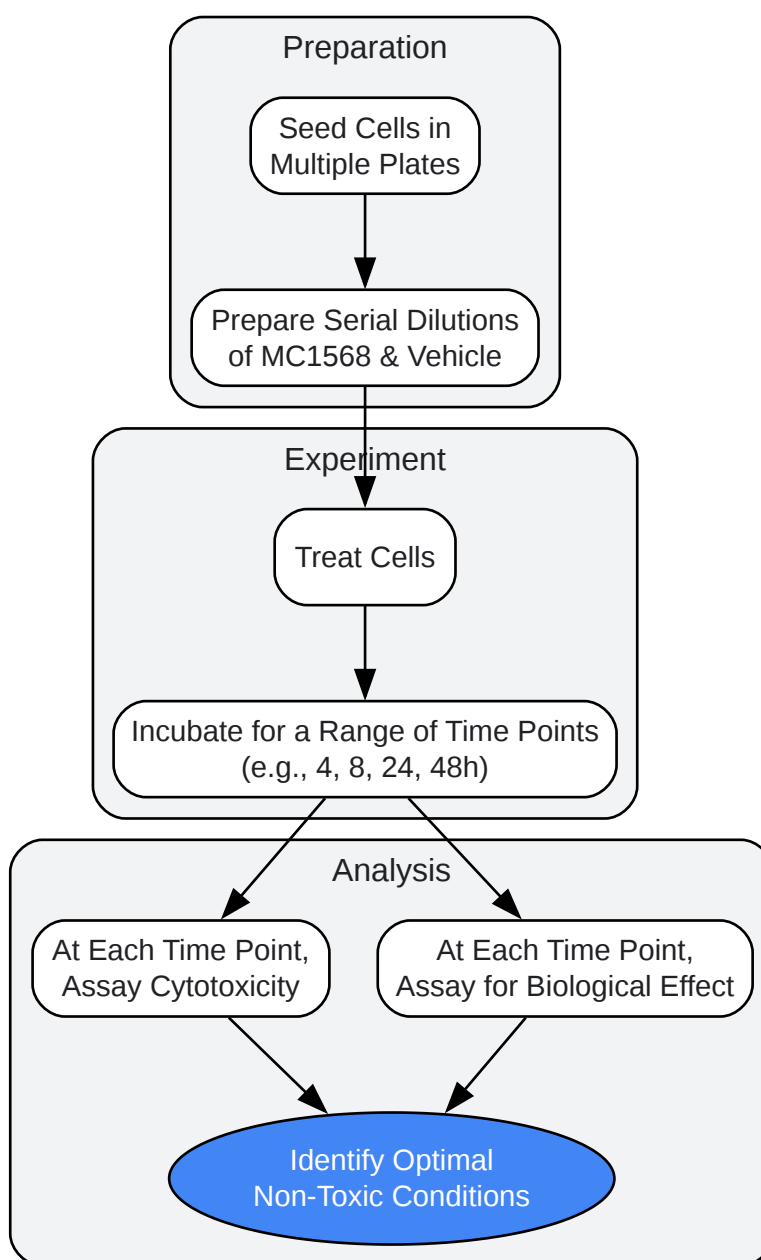 Preparation
Seed Cells in
Multiple Plates
Prepare Serial Dilutions
of MC1568 & Vehicle
Experiment
Treat Cells
Incubate for a Range of Time Points
(e.g., 4, 8, 24, 48h)
Analysis
At Each Time Point,
Assay Cytotoxicity
At Each Time Point,
Assay for Biological Effect
Identify Optimal
Non-Toxic Conditions